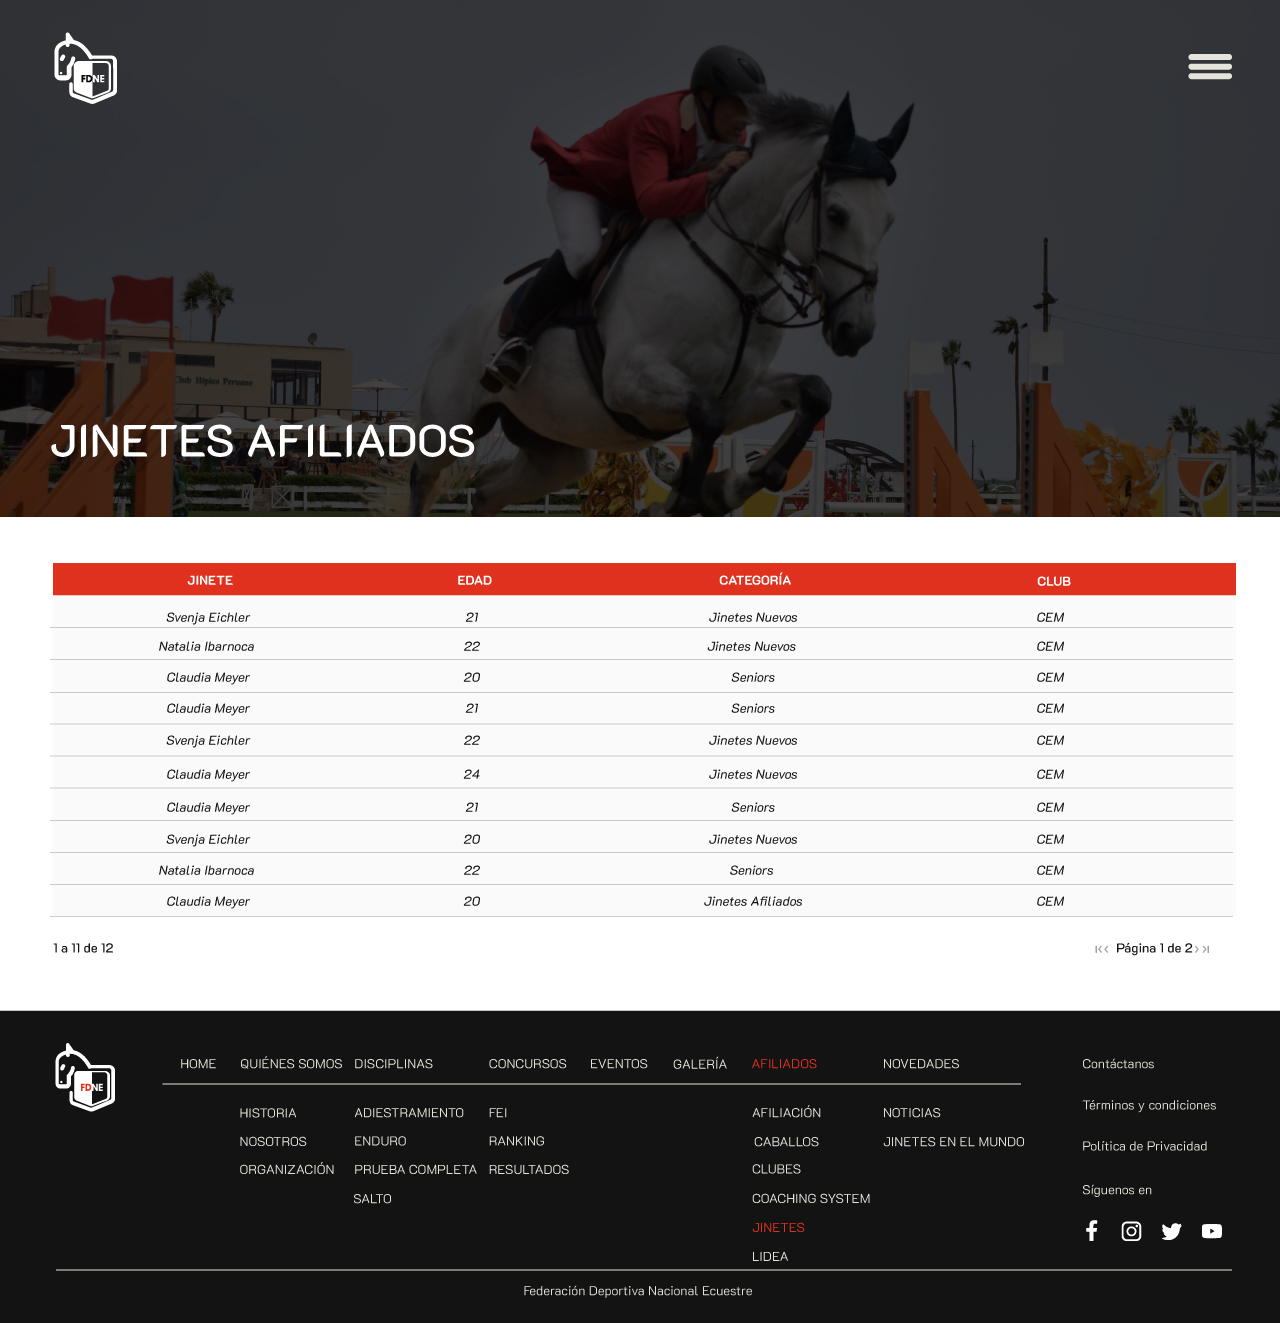 FDNE
Club Hípico Peruano
JINETES AFILIADOS
JINETE EDAD CATEGORÍA CLUB
Svenja Eichler 21 Jinetes Nuevos CEM
Natalia Ibarnoca 22 Jinetes Nuevos CEM
Claudia Meyer 20 Seniors CEM
Claudia Meyer 21 Seniors CEM
Svenja Eichler 22 Jinetes Nuevos CEM
Claudia Meyer 24 Jinetes Nuevos CEM
Claudia Meyer 21 Seniors CEM
Svenja Eichler 20 Jinetes Nuevos CEM
Natalia Ibarnoca 22 Seniors CEM
Claudia Meyer 20 Jinetes Afiliados CEM
1 a 11 de 12 Página 1 de 2
FDNE
HOME QUIÉNES SOMOS DISCIPLINAS CONCURSOS EVENTOS GALERÍA AFILIADOS NOVEDADES Contáctanos
Términos y condiciones
HISTORIA ADIESTRAMIENTO FEI AFILIACIÓN NOTICIAS
NOSOTROS ENDURO RANKING CABALLOS JINETES EN EL MUNDO Política de Privacidad
ORGANIZACIÓN PRUEBA COMPLETA RESULTADOS CLUBES
Síguenos en
SALTO COACHING SYSTEM
JINETES
LIDEA
Federación Deportiva Nacional Ecuestre